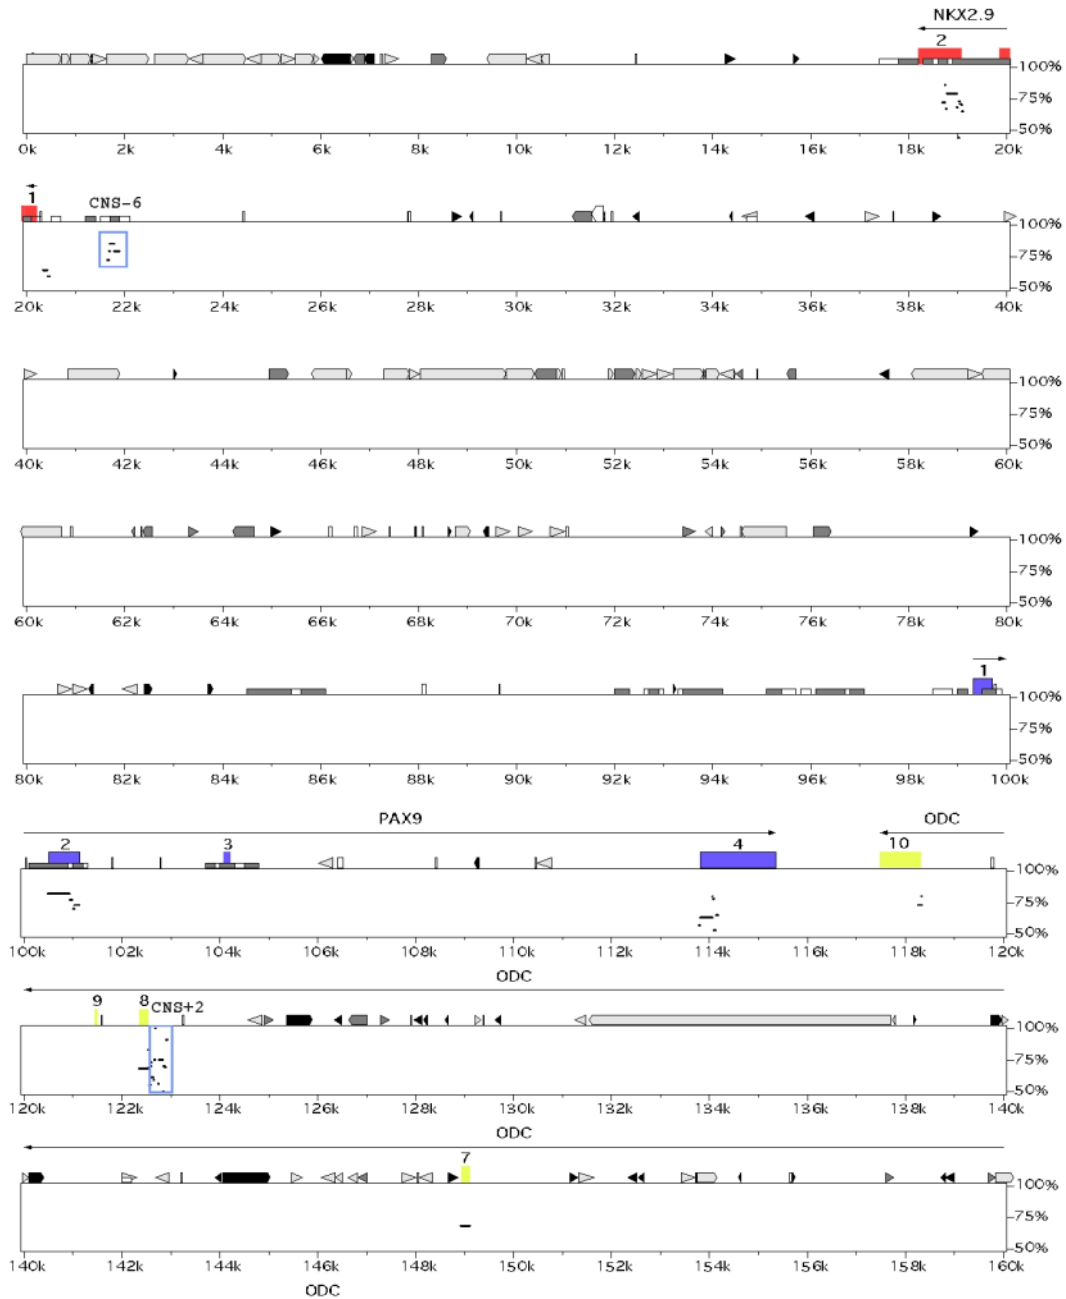 NKX2.9
2
100%
75%
50%
0k 2k 4k 6k 8k 10k 12k 14k 16k 18k 20k
1 CNS-6
100%
75%
50%
20k 22k 24k 26k 28k 30k 32k 34k 36k 38k 40k
100%
75%
50%
40k 42k 44k 46k 48k 50k 52k 54k 56k 58k 60k
100%
75%
50%
60k 62k 64k 66k 68k 70k 72k 74k 76k 78k 80k
1
100%
75%
50%
80k 82k 84k 86k 88k 90k 92k 94k 96k 98k 100k
PAX9 ODC
2 3 4 10
100%
75%
50%
100k 102k 104k 106k 108k 110k 112k 114k 116k 118k 120k
ODC
9 8 CNS+2
100%
75%
50%
120k 122k 124k 126k 128k 130k 132k 134k 136k 138k 140k
ODC
7
100%
75%
50%
140k 142k 144k 146k 148k 150k 152k 154k 156k 158k 160k
ODC